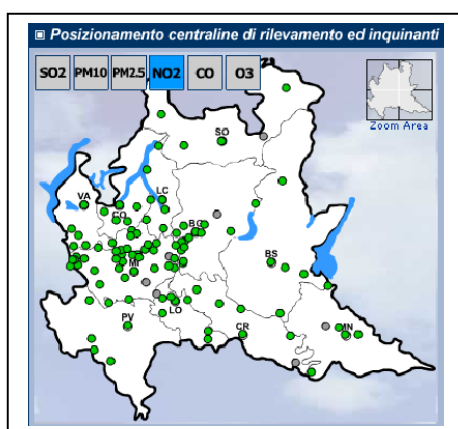 Posizionamento centraline di rilevamento ed inquinanti
SO2 PM10 PM2.5 NO2 CO O3
Zoom Area
SO
VA
LC
CO
BG
MI
BS
LO
PV
CR
MN